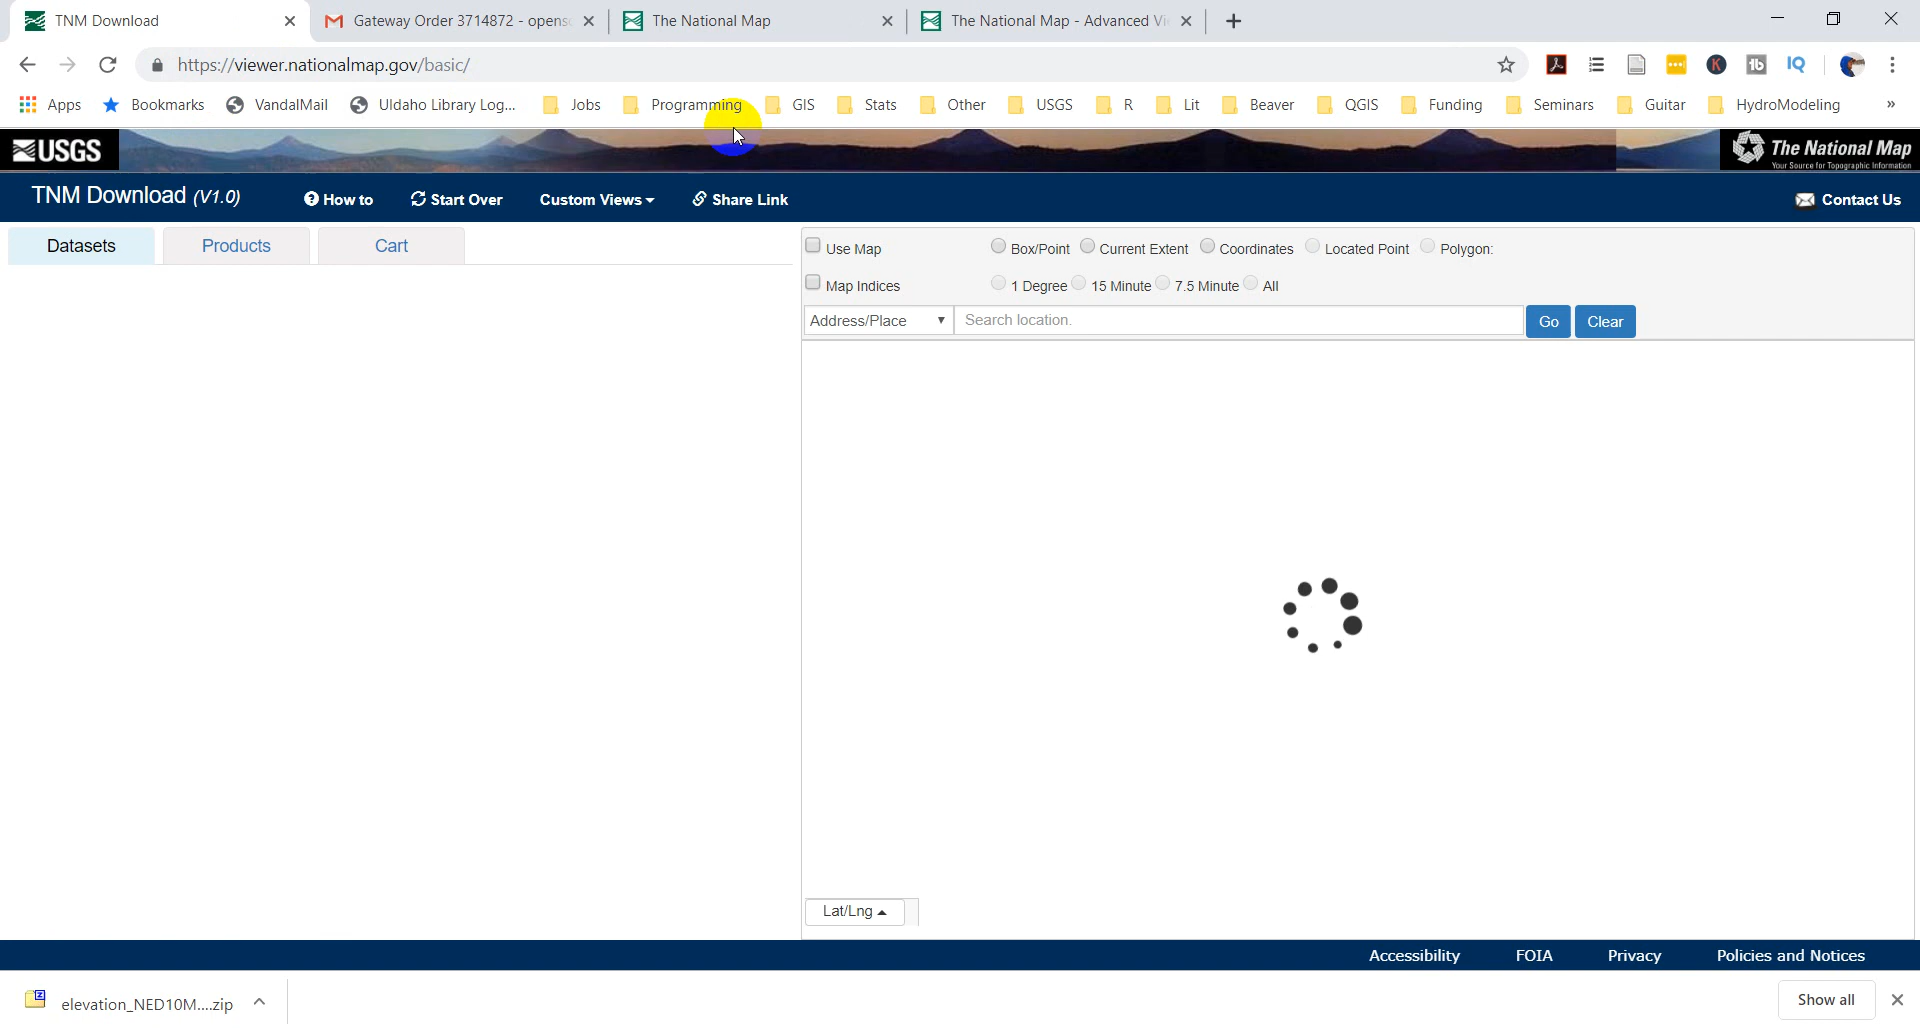 TNM Download
Gateway Order 3714872 - opens
The National Map
The National Map - Advanced Vi
https://viewer.nationalmap.gov/basic/
Apps Bookmarks VandalMail UIdaho Library Log... Jobs Programming GIS Stats Other USGS R Lit Beaver QGIS Funding Seminars Guitar HydroModeling »
USGS
The National Map
Your Source for Topographic Information
TNM Download (V1.0) How to Start Over Custom Views Share Link Contact Us
Datasets Products Cart
Use Map Box/Point Current Extent Coordinates Located Point Polygon:
Map Indices 1 Degree 15 Minute 7.5 Minute All
Address/Place Search location. Go Clear
Lat/Lng
Accessibility FOIA Privacy Policies and Notices
elevation_NED10M....zip Show all